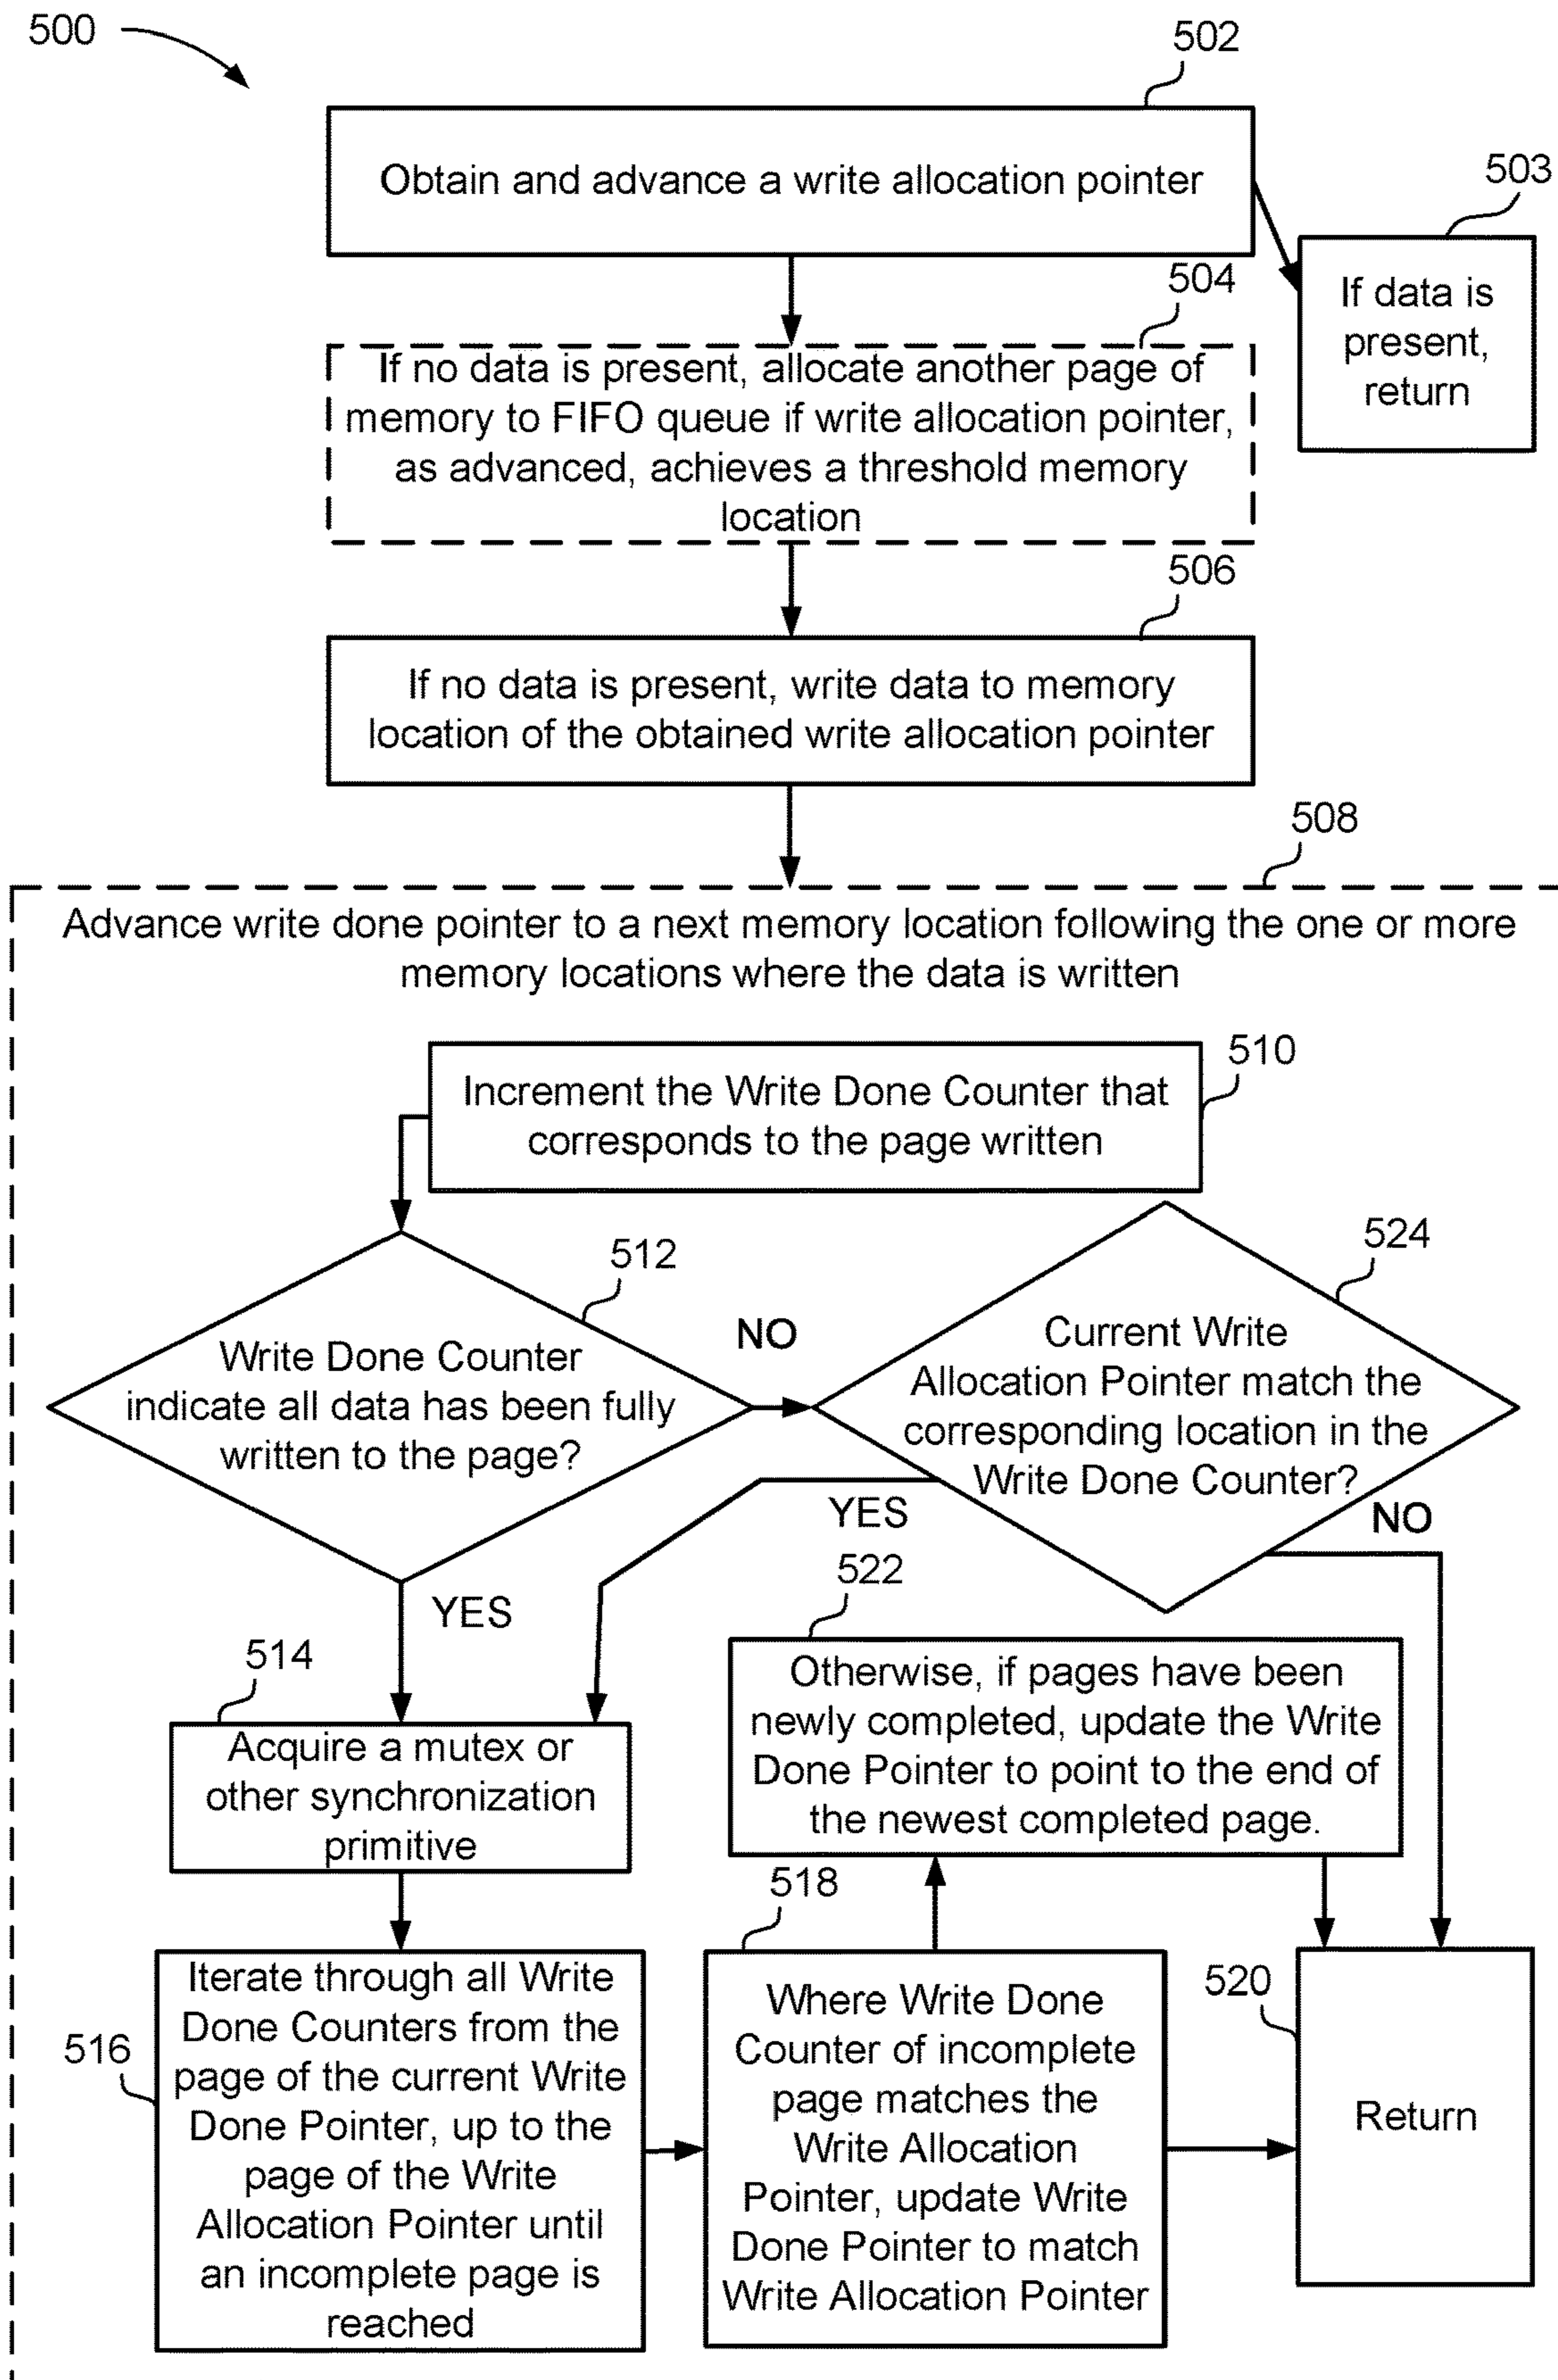 500
502
Obtain and advance a write allocation pointer
503
If data is
present,
return
504
If no data is present, allocate another page of
memory to FIFO queue if write allocation pointer,
as advanced, achieves a threshold memory
location
506
If no data is present, write data to memory
location of the obtained write allocation pointer
508
Advance write done pointer to a next memory location following the one or more
memory locations where the data is written
510
Increment the Write Done Counter that
corresponds to the page written
512
Write Done Counter
indicate all data has been fully
written to the page?
NO
524
Current Write
Allocation Pointer match the
corresponding location in the
Write Done Counter?
YES
NO
YES
514
Acquire a mutex or
other synchronization
primitive
522
Otherwise, if pages have been
newly completed, update the Write
Done Pointer to point to the end of
the newest completed page.
516
Iterate through all Write
Done Counters from the
page of the current Write
Done Pointer, up to the
page of the Write
Allocation Pointer until
an incomplete page is
reached
518
Where Write Done
Counter of incomplete
page matches the
Write Allocation
Pointer, update Write
Done Pointer to match
Write Allocation Pointer
520
Return